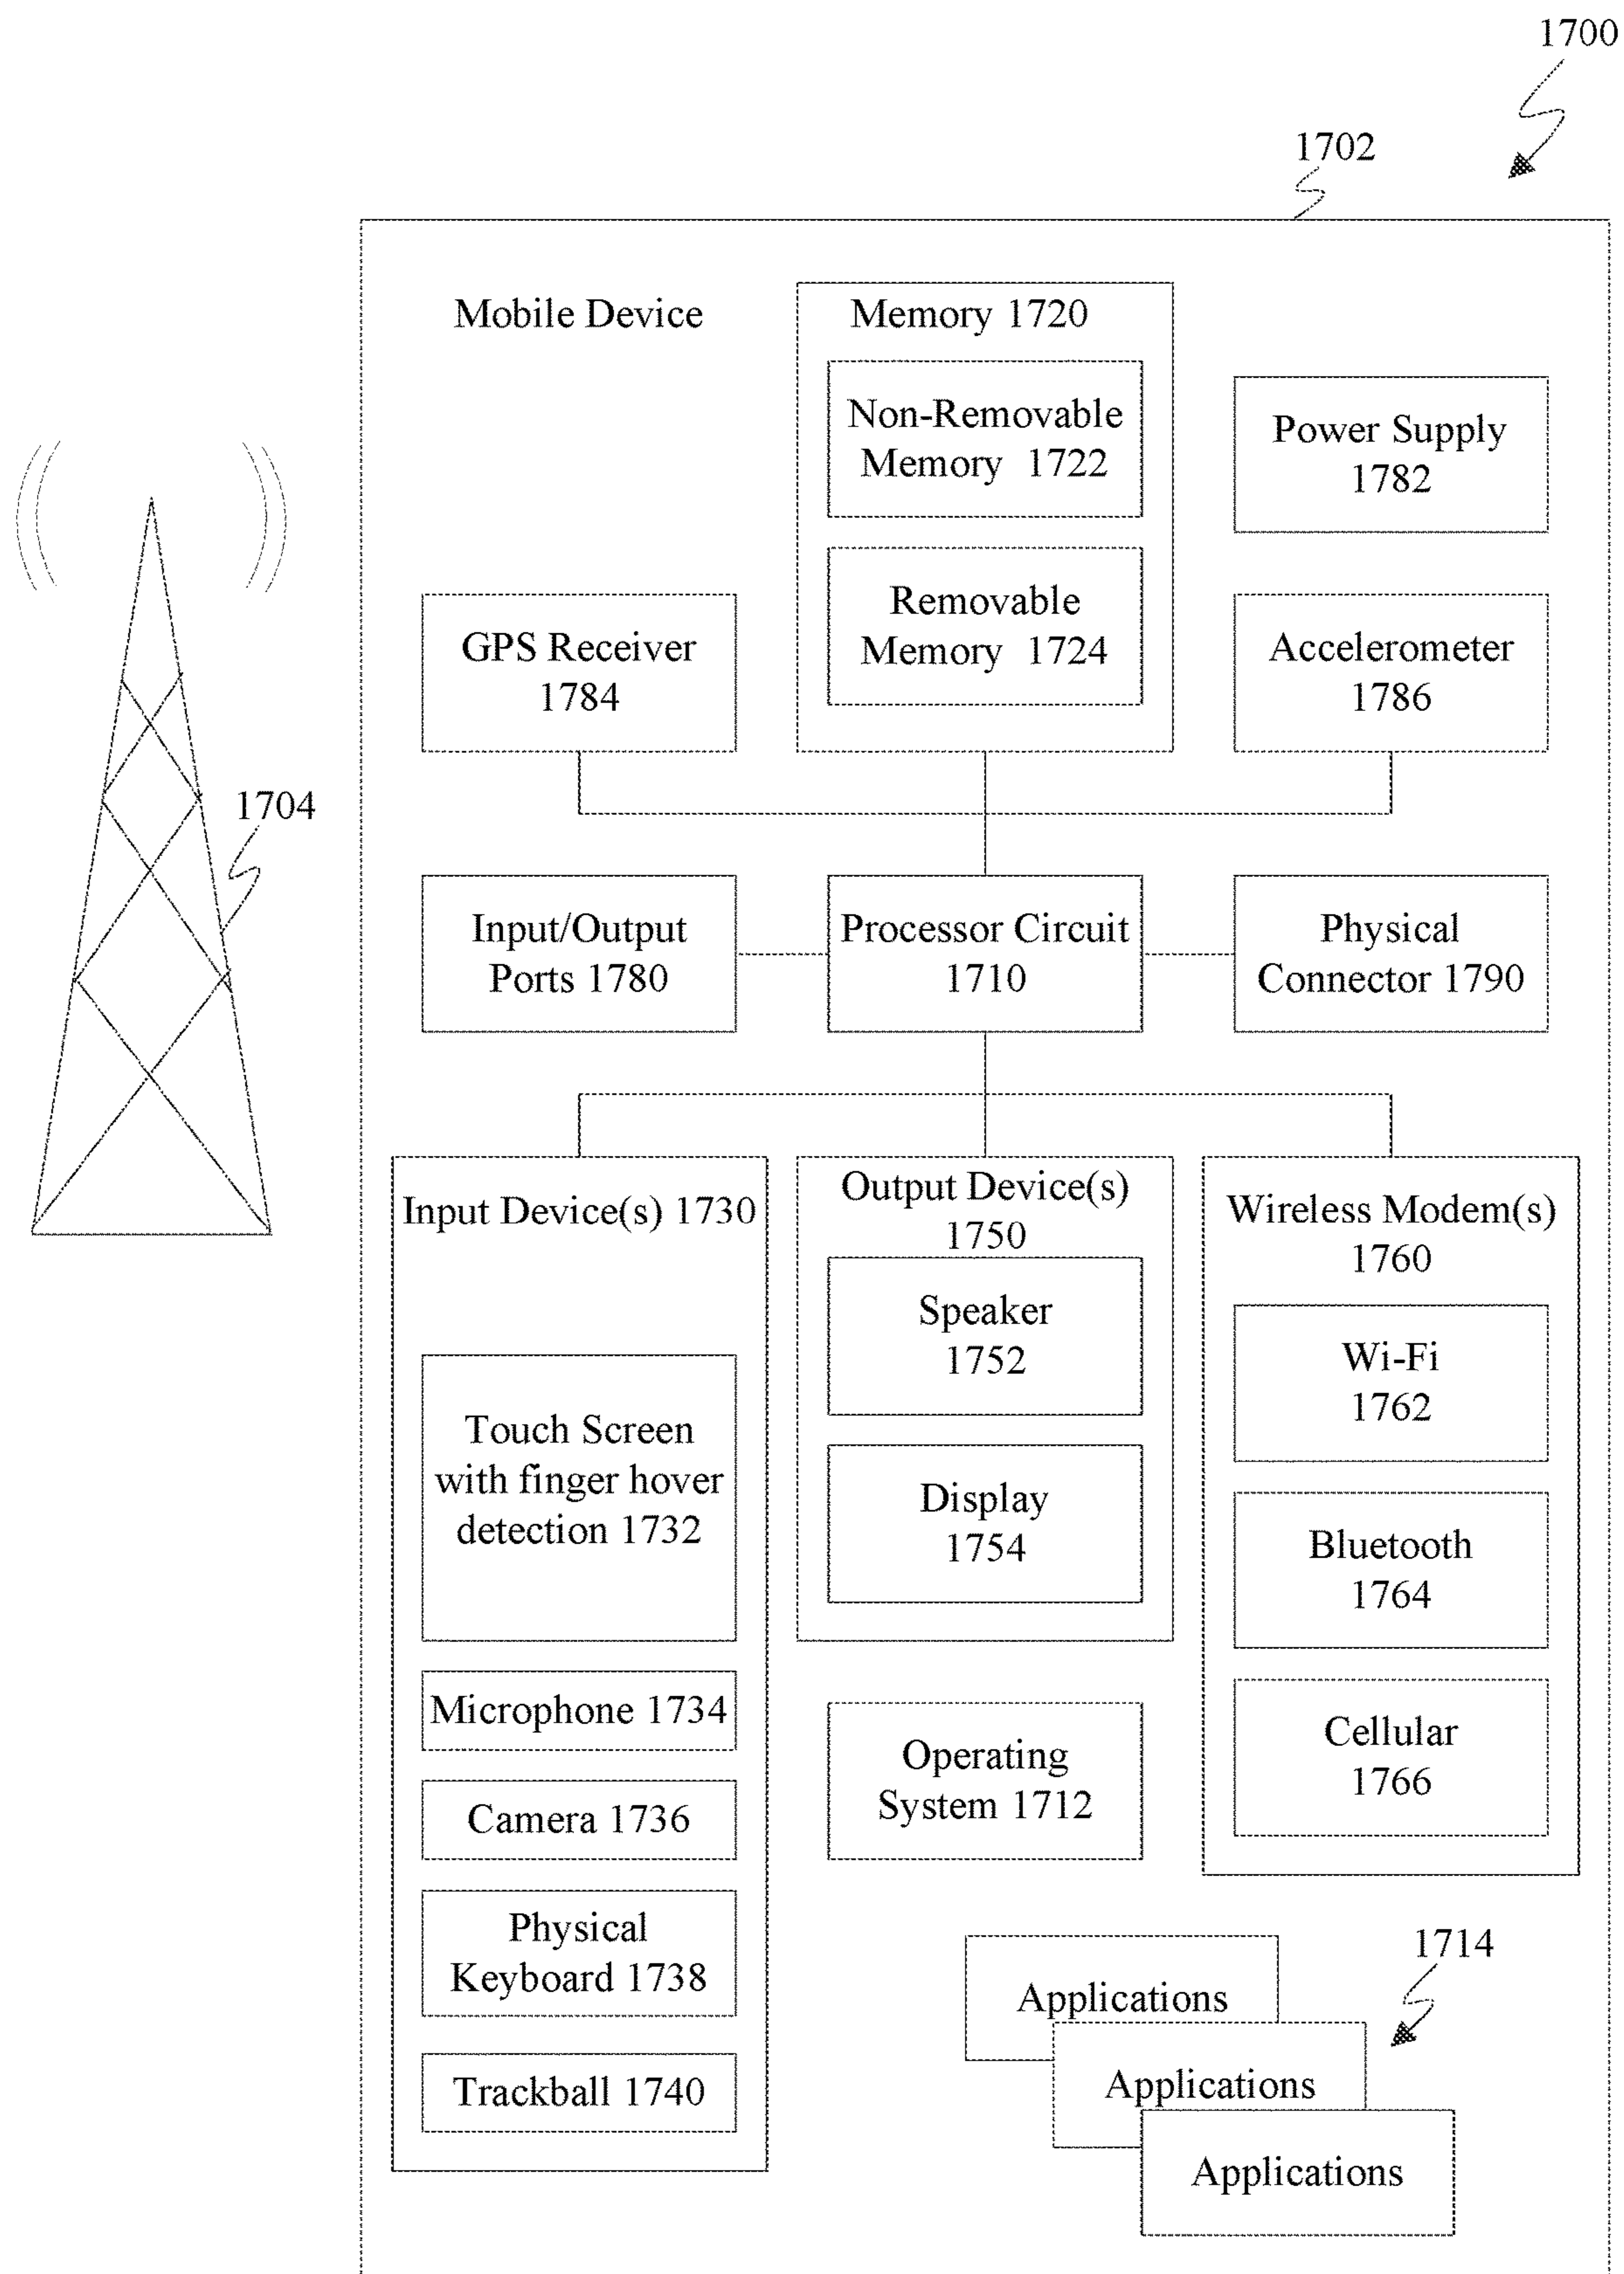 1700
1702
Mobile Device
Memory 1720
Non-Removable
Memory 1722
Power Supply
1782
Removable
Memory 1724
GPS Receiver
1784
Accelerometer
1786
1704
Input/Output
Ports 1780
Processor Circuit
1710
Physical
Connector 1790
Input Device(s) 1730
Output Device(s)
1750
Wireless Modem(s)
1760
Speaker
1752
Wi-Fi
1762
Touch Screen
with finger hover
detection 1732
Display
1754
Bluetooth
1764
Microphone 1734
Cellular
1766
Operating
System 1712
Camera 1736
Physical
Keyboard 1738
1714
Applications
Applications
Trackball 1740
Applications